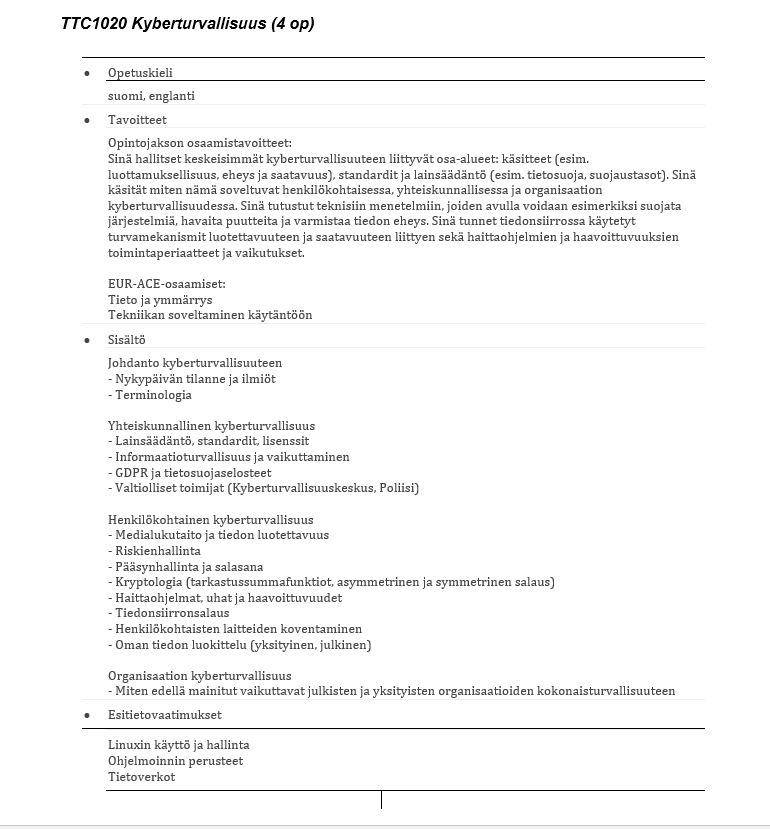 TTC1020 Kyberturvallisuus (4 op)
• Opetuskieli
suomi, englanti
• Tavoitteet
Opintojakson osaamistavoitteet:
Sinä hallitset keskeisimmät kyberturvallisuuteen liittyvät osa-alueet: käsitteet (esim.
luottamuksellisuus, eheys ja saatavuus), standardit ja lainsäädäntö (esim. tietosuoja, suojaustasot). Sinä
käsität miten nämä soveltuvat henkilökohtaisessa, yhteiskunnallisessa ja organisaation
kyberturvallisuudessa. Sinä tutustut teknisiin menetelmiin, joiden avulla voidaan esimerkiksi suojata
järjestelmiä, havaita puutteita ja varmistaa tiedon eheys. Sinä tunnet tiedonsiirrossa käytetyt
turvamekanismit luotettavuuteen ja saatavuuteen liittyen sekä haittaohjelmien ja haavoittuvuuksien
toimintaperiaatteet ja vaikutukset.
EUR-ACE-osaamiset:
Tieto ja ymmärrys
Tekniikan soveltaminen käytäntöön
• Sisältö
Johdanto kyberturvallisuuteen
- Nykypäivän tilanne ja ilmiöt
- Terminologia
Yhteiskunnallinen kyberturvallisuus
- Lainsäädäntö, standardit, lisenssit
- Informaatioturvallisuus ja vaikuttaminen
- GDPR ja tietosuojaselosteet
- Valtiolliset toimijat (Kyberturvallisuuskeskus, Poliisi)
Henkilökohtainen kyberturvallisuus
- Medialukutaito ja tiedon luotettavuus
- Riskienhallinta
- Pääsynhallinta ja salasana
- Kryptologia (tarkastussummafunktiot, asymmetrinen ja symmetrinen salaus)
- Haittaohjelmat, uhat ja haavoittuvuudet
- Tiedonsiirronsalaus
- Henkilökohtaisten laitteiden koventaminen
- Oman tiedon luokittelu (yksityinen, julkinen)
Organisaation kyberturvallisuus
- Miten edellä mainitut vaikuttavat julkisten ja yksityisten organisaatioiden kokonaisturvallisuuteen
• Esitietovaatimukset
Linuxin käyttö ja hallinta
Ohjelmoinnin perusteet
Tietoverkot